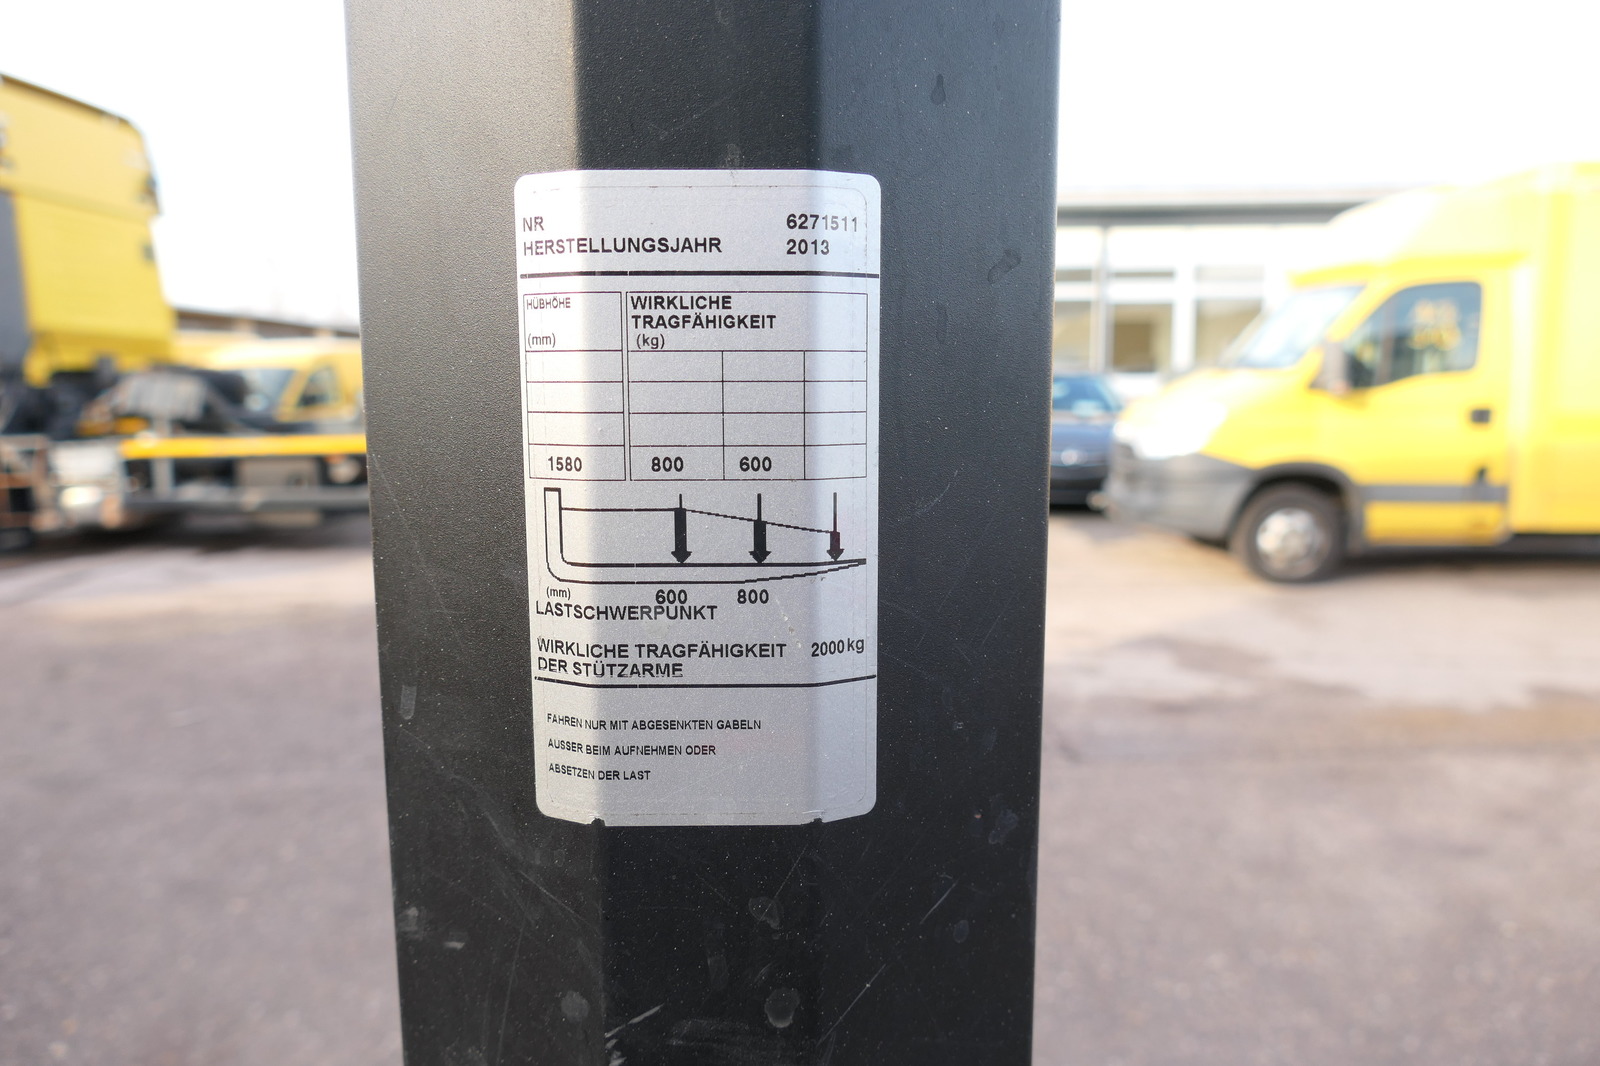 NR 6271511
HERSTELLUNGSJAHR 2013
HUBHÖHE WIRKLICHE
TRAGFÄHIGKEIT
(mm) (kg)
1580 800 600
(mm) 600 800
LASTSCHWERPUNKT
WIRKLICHE TRAGFÄHIGKEIT 2000 kg
DER STÜTZARME
FAHREN NUR MIT ABGESENKTEN GABELN
AUSSER BEIM AUFNEHMEN ODER
ABSETZEN DER LAST